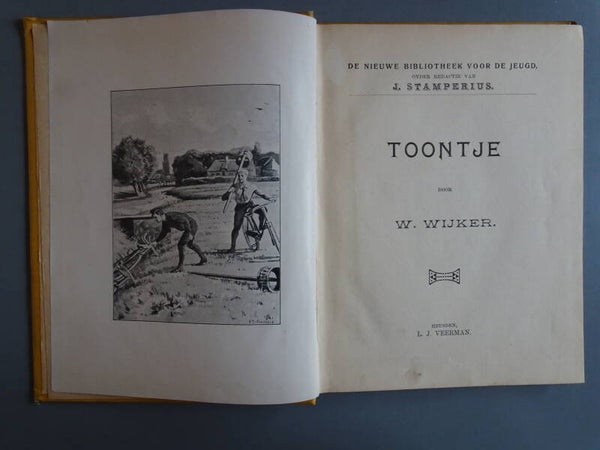 DE NIEUWE BIBLIOTHEEK VOOR DE JEUGD.
ONDER REDACTIE VAN
J. STAMPERIUS.
TOONTJE
DOOR
W. WIJKER.
HEUSDEN,
L. J. VEERMAN.